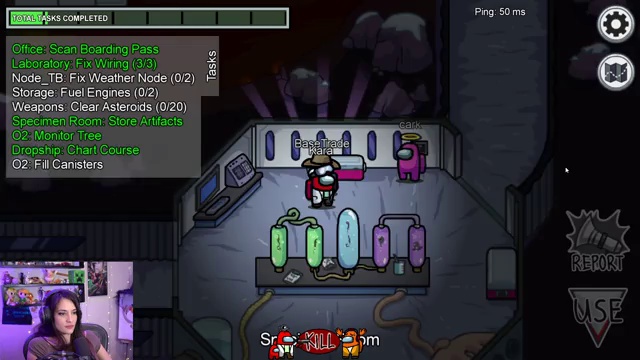 TOTAL TASKS COMPLETED
Ping: 50 ms
Office: Scan Boarding Pass
Laboratory: Fix Wiring (3/3)
Node_TB: Fix Weather Node (0/2)
Storage: Fuel Engines (0/2)
Weapons: Clear Asteroids (0/20)
Specimen Room: Store Artifacts
O2: Monitor Tree
Dropship: Chart Course
O2: Fill Canisters
Tasks
cark
BaseTrade
Kara
REPORT
USE
KILL